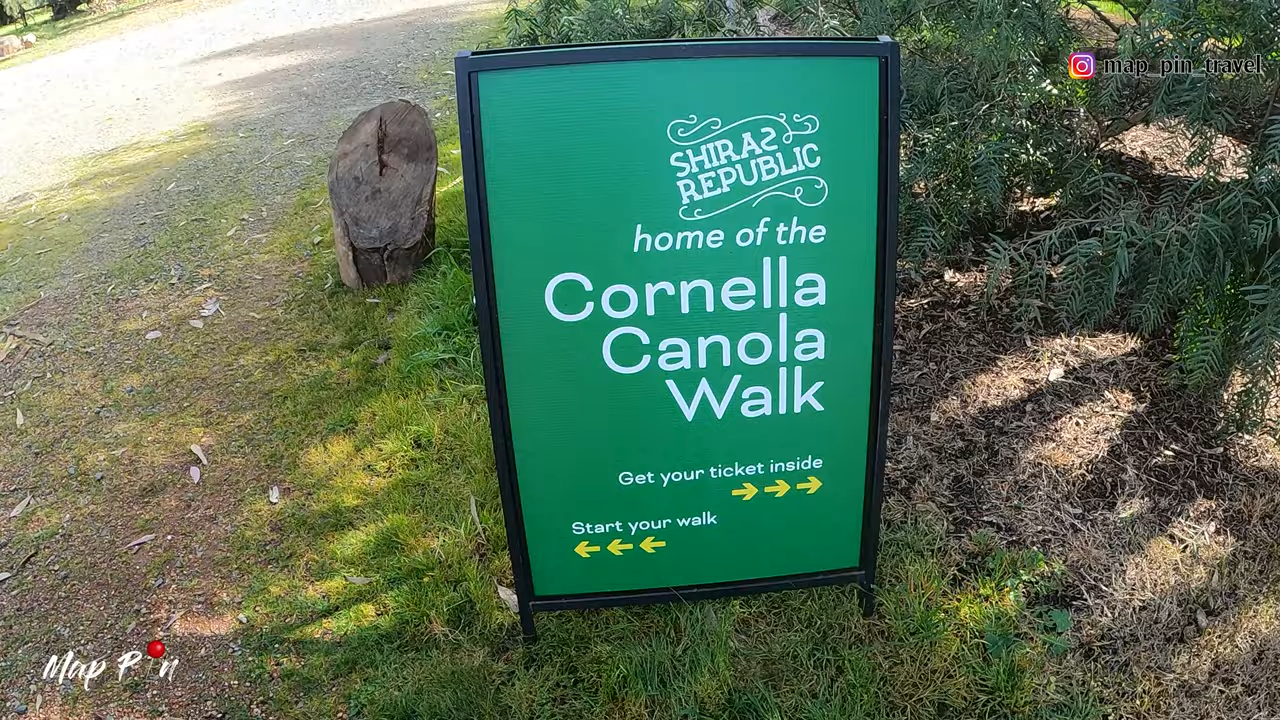 map_pin_travel
SHIRAZ
REPUBLIC
home of the
Cornella
Canola
Walk
Get your ticket inside
→→→
Start your walk
←←←
Map Pin